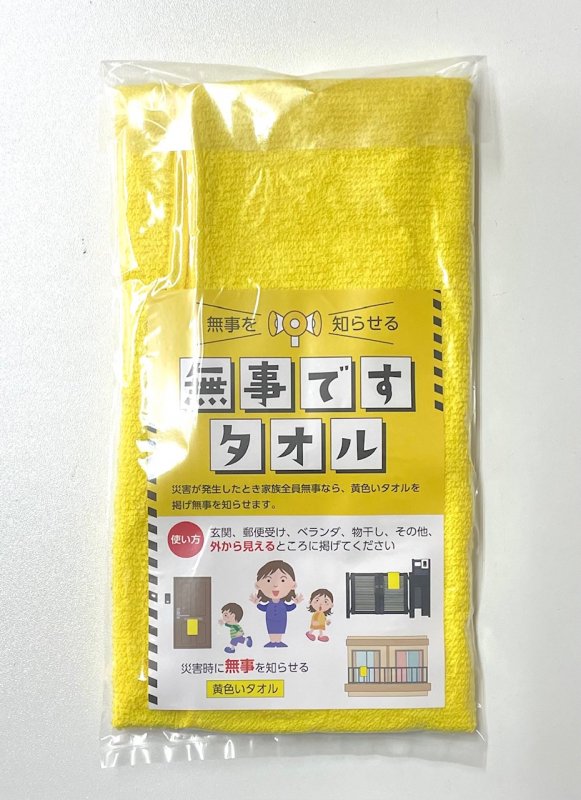 無事を 知らせる
無事です
タオル
災害が発生したとき家族全員無事なら、黄色いタオルを
掲げ無事を知らせます。
使い方
玄関、郵便受け、ベランダ、物干し、その他、
外から見えるところに掲げてください
災害時に無事を知らせる
黄色いタオル